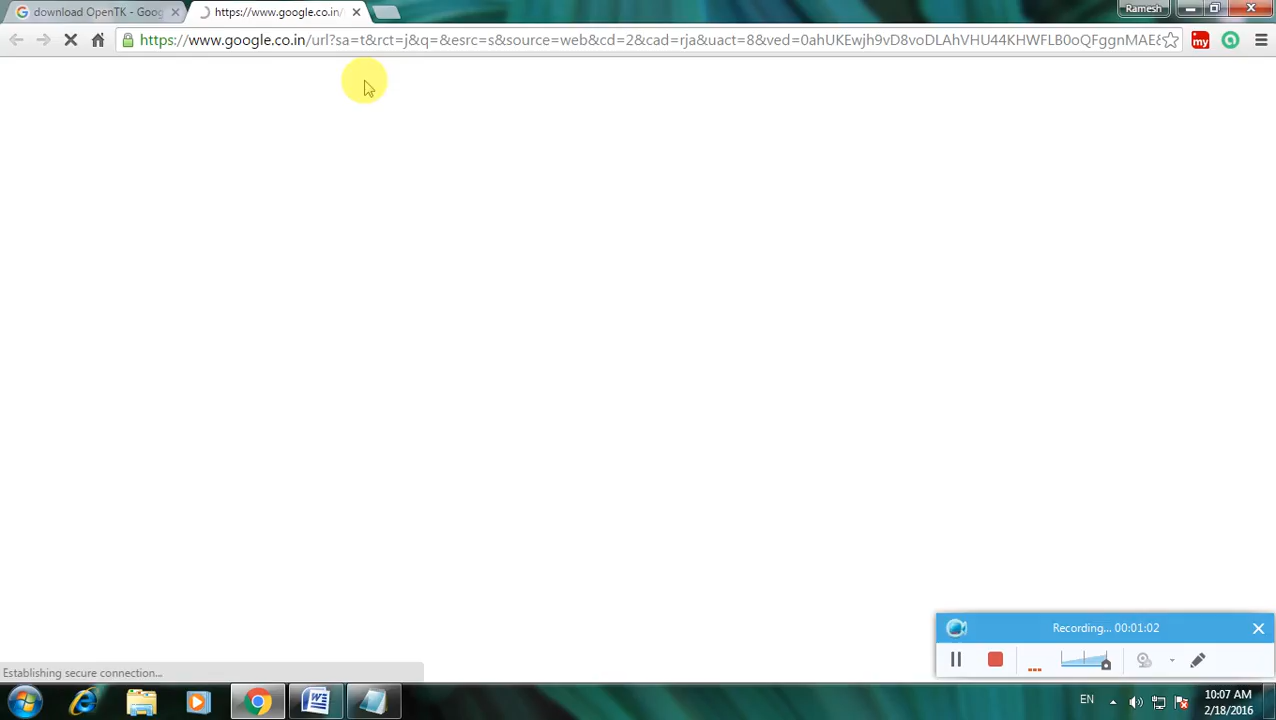 download OpenTK - Goog
https://www.google.co.in/
Ramesh
https://www.google.co.in/url?sa=t&rct=j&q=&esrc=s&source=web&cd=2&cad=rja&uact=8&ved=0ahUKEwjh9vD8voDLAhVHU44KHWFLB0oQFggnMAE&
my
a
Recording... 00:01:02
Establishing secure connection...
EN
10:07 AM
2/18/2016